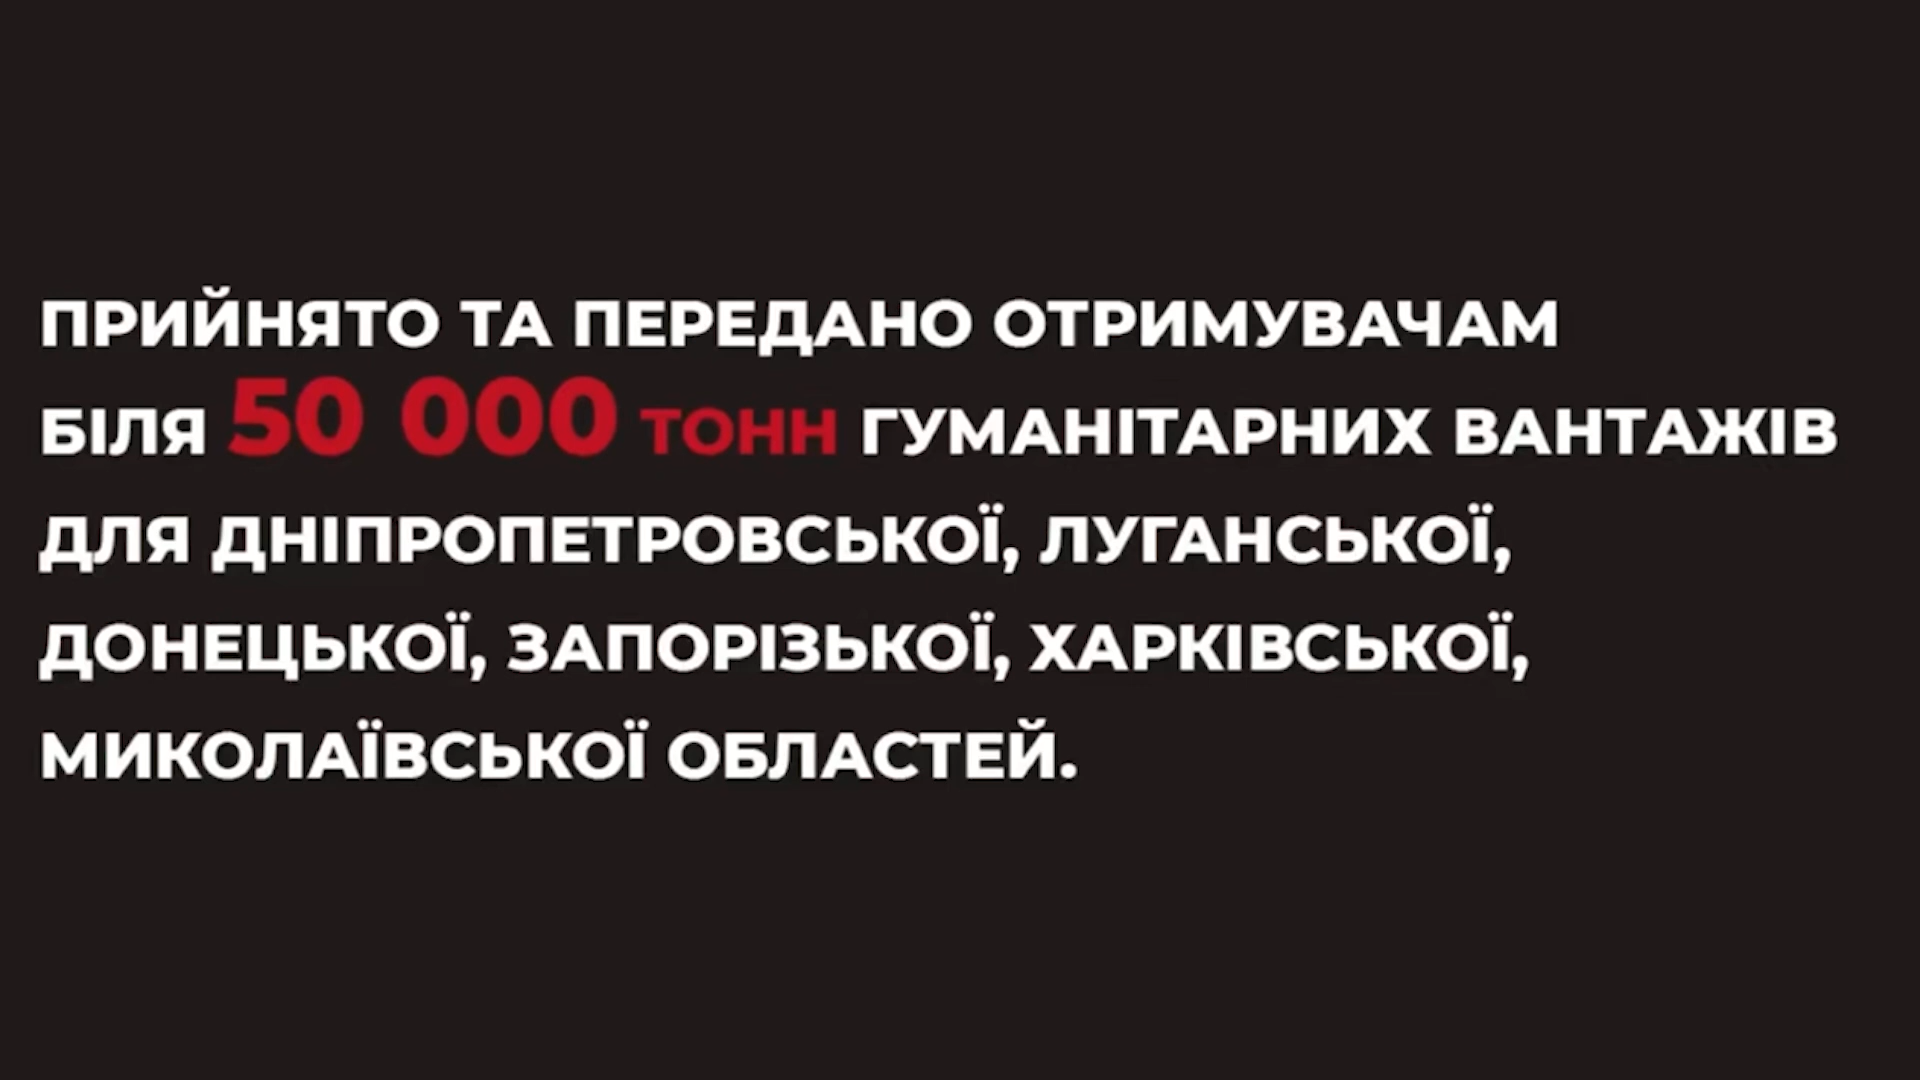 ПРИЙНЯТО ТА ПЕРЕДАНО ОТРИМУВАЧАМ
БІЛЯ 50 000 ТОНН ГУМАНІТАРНИХ ВАНТАЖІВ
ДЛЯ ДНІПРОПЕТРОВСЬКОЇ, ЛУГАНСЬКОЇ,
ДОНЕЦЬКОЇ, ЗАПОРІЗЬКОЇ, ХАРКІВСЬКОЇ,
МИКОЛАЇВСЬКОЇ ОБЛАСТЕЙ.